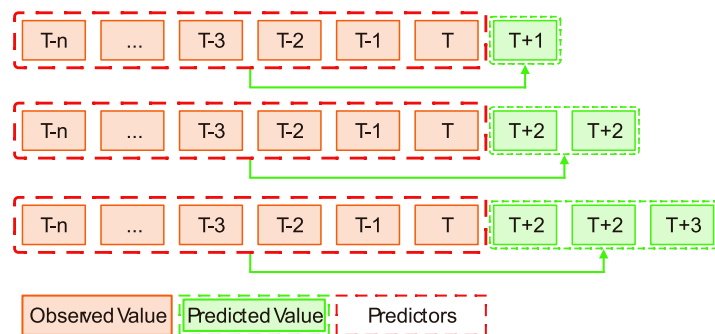 T-n ... T-3 T-2 T-1 T T+1
T-n ... T-3 T-2 T-1 T T+2 T+2
T-n ... T-3 T-2 T-1 T T+2 T+2 T+3
Observed Value Predicted Value Predictors